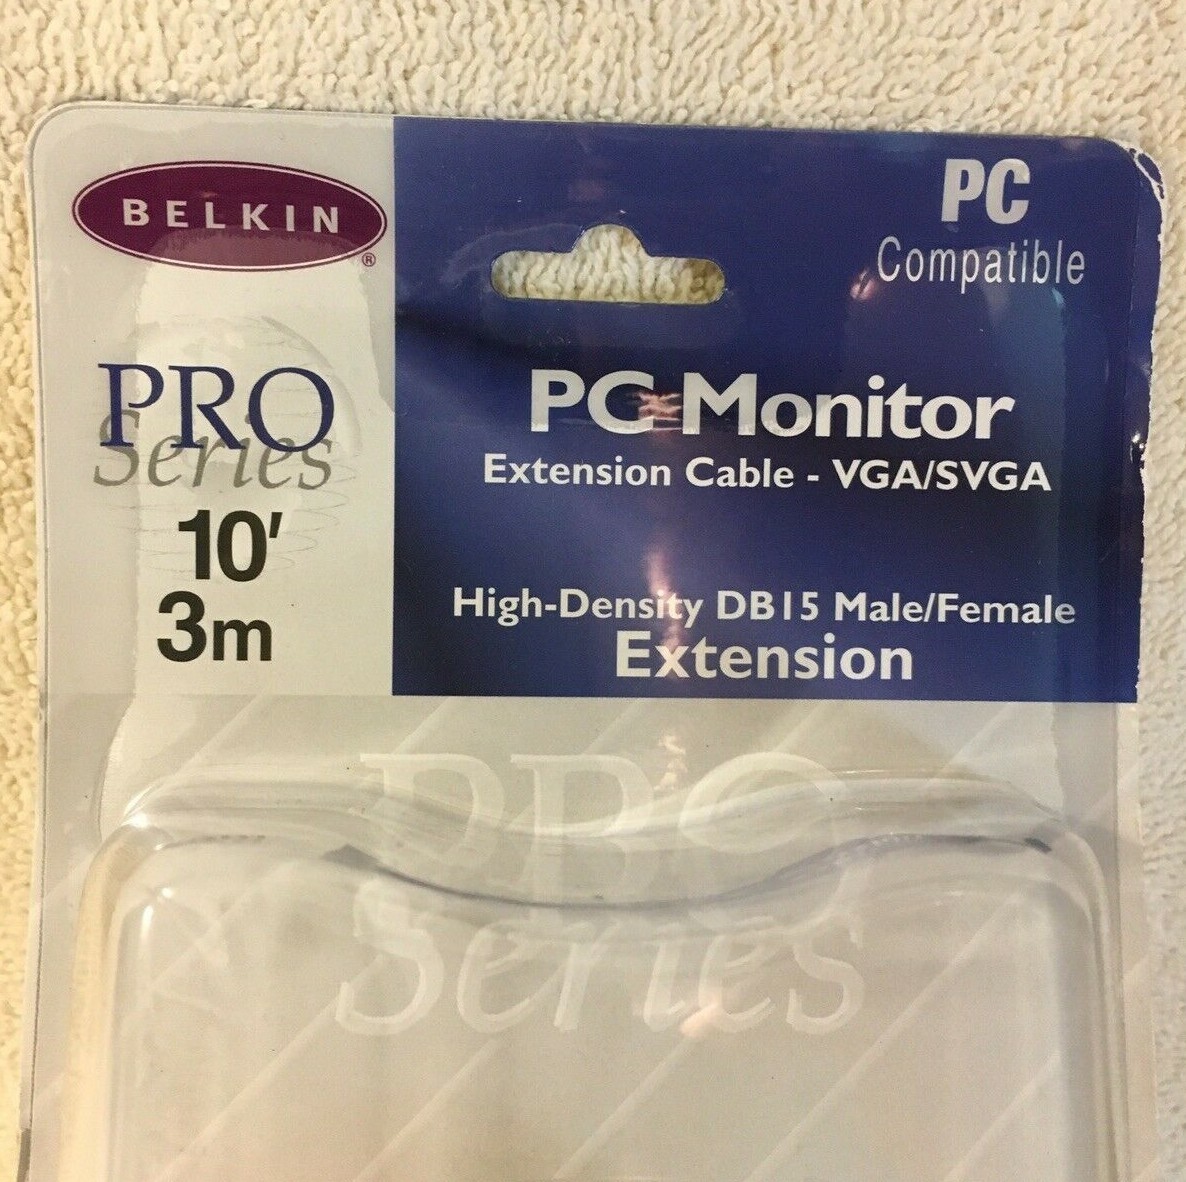 BELKIN
®
PRO
Series
10'
3m
PC
Compatible
PC Monitor
Extension Cable - VGA/SVGA
High-Density DB15 Male/Female
Extension
PRO
Series